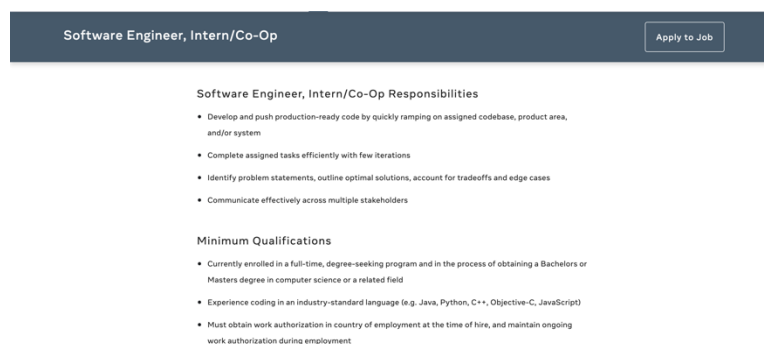 Software Engineer, Intern/Co-Op
Apply to Job
Software Engineer, Intern/Co-Op Responsibilities
• Develop and push production-ready code by quickly ramping on assigned codebase, product area,
and/or system
• Complete assigned tasks efficiently with few iterations
• Identify problem statements, outline optimal solutions, account for tradeoffs and edge cases
• Communicate effectively across multiple stakeholders
Minimum Qualifications
• Currently enrolled in a full-time, degree-seeking program and in the process of obtaining a Bachelors or
Masters degree in computer science or a related field
• Experience coding in an industry-standard language (e.g. Java, Python, C++, Objective-C, JavaScript)
• Must obtain work authorization in country of employment at the time of hire, and maintain ongoing
work authorization during employment